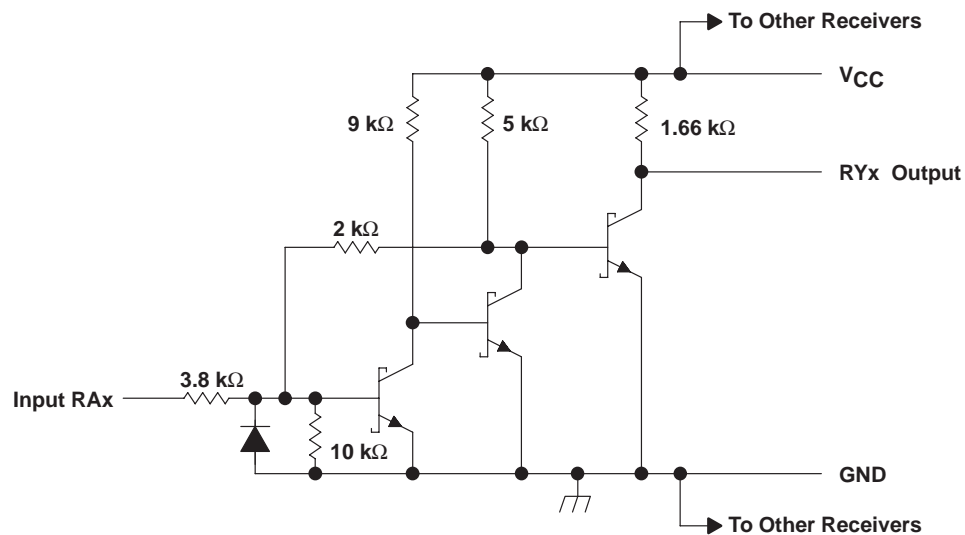 To Other Receivers
VCC
9 kΩ
5 kΩ
1.66 kΩ
RYx Output
2 kΩ
3.8 kΩ
Input RAx
10 kΩ
GND
To Other Receivers